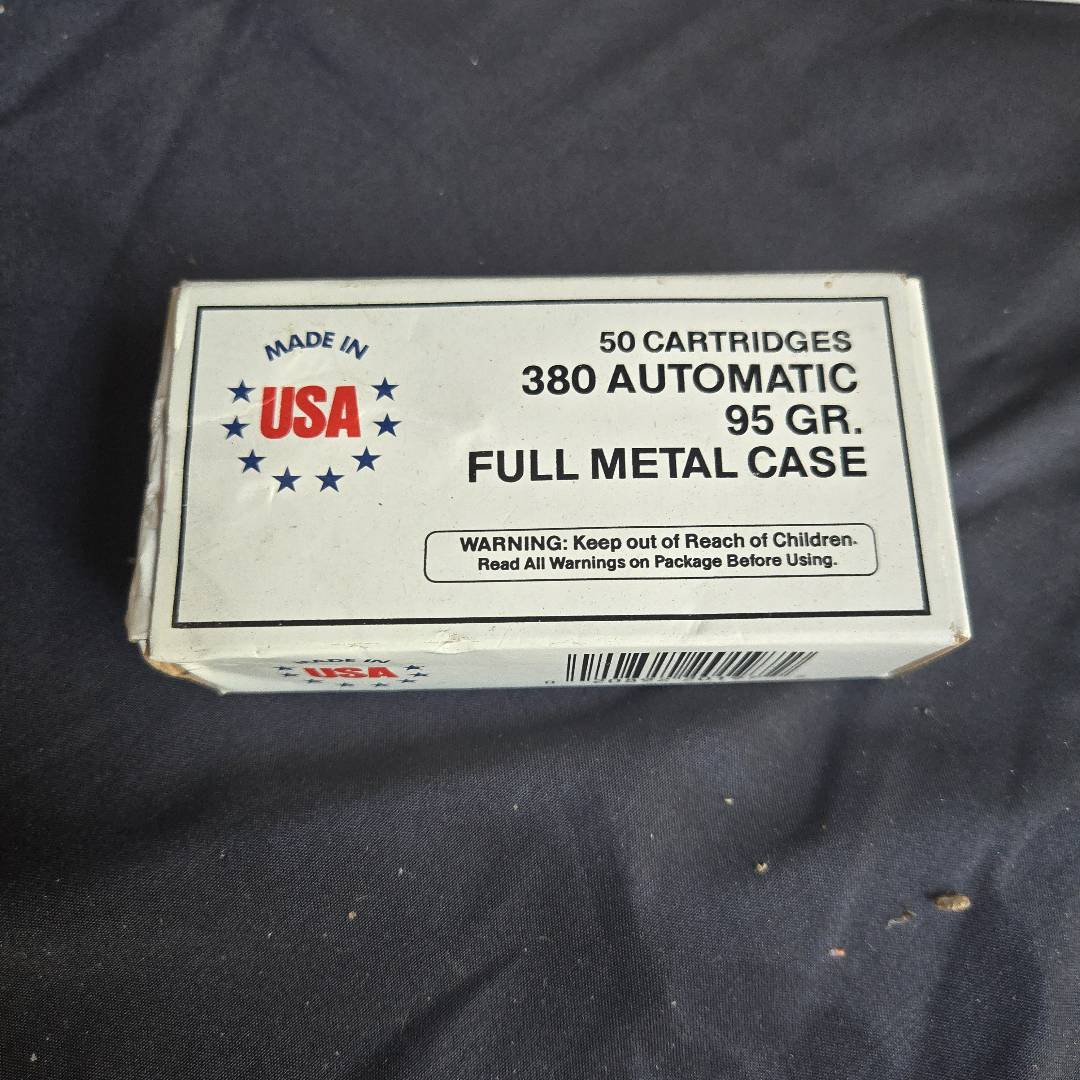 MADE IN
USA
50 CARTRIDGES
380 AUTOMATIC
95 GR.
FULL METAL CASE
WARNING: Keep out of Reach of Children.
Read All Warnings on Package Before Using.
MADE IN
USA